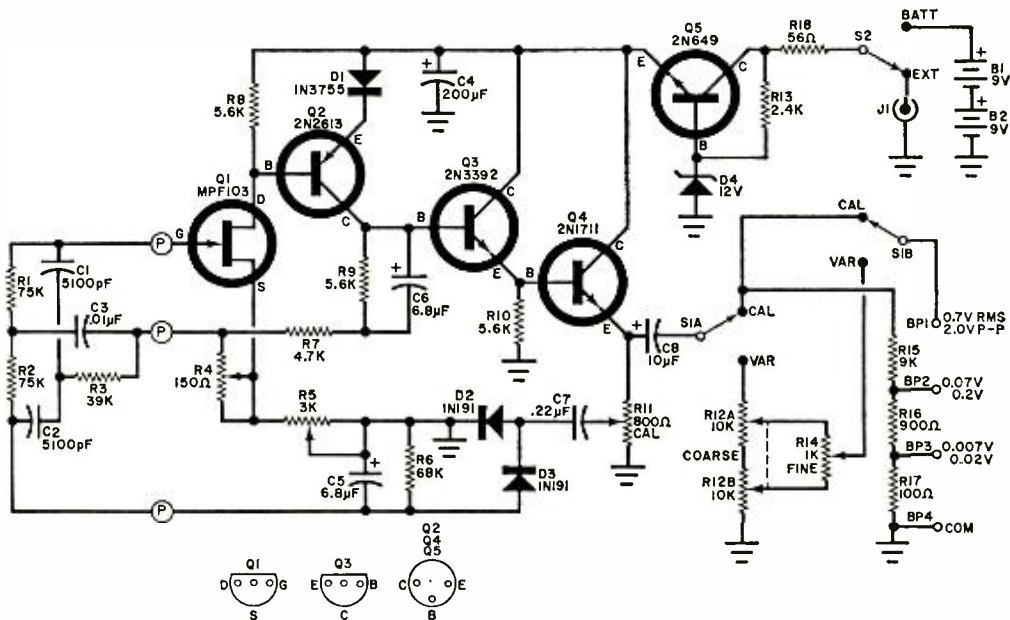 Q5
2N649
R18
56Ω
S2
BATT
EXT
J1
B1
9V
B2
9V
+
+
D1
1N3755
+
C4
200µF
R8
5.6K
Q2
2N2613
E
B
C
E
C
B
R13
2.4K
D4
12V
Q1
MPF103
D
G
S
P
Q3
2N3392
B
C
E
Q4
2N1711
B
C
E
CAL
S1B
VAR
R1
75K
C1
5100pF
C3
.01µF
P
R9
5.6K
+
C6
6.8µF
R10
5.6K
+
C8
10µF
S1A
CAL
VAR
BP1
0.7V RMS
2.0V P-P
R2
75K
R3
39K
C2
5100pF
R4
150Ω
R7
4.7K
R5
3K
D2
1N191
C7
.22µF
R11
800Ω
CAL
R12A
10K
COARSE
R12B
10K
R14
1K
FINE
R15
9K
BP2
0.07V
0.2V
R16
900Ω
BP3
0.007V
0.02V
R17
100Ω
BP4
COM
+
C5
6.8µF
R6
68K
D3
1N191
P
Q1
D
G
S
Q3
E
B
C
Q2
Q4
Q5
C
E
B